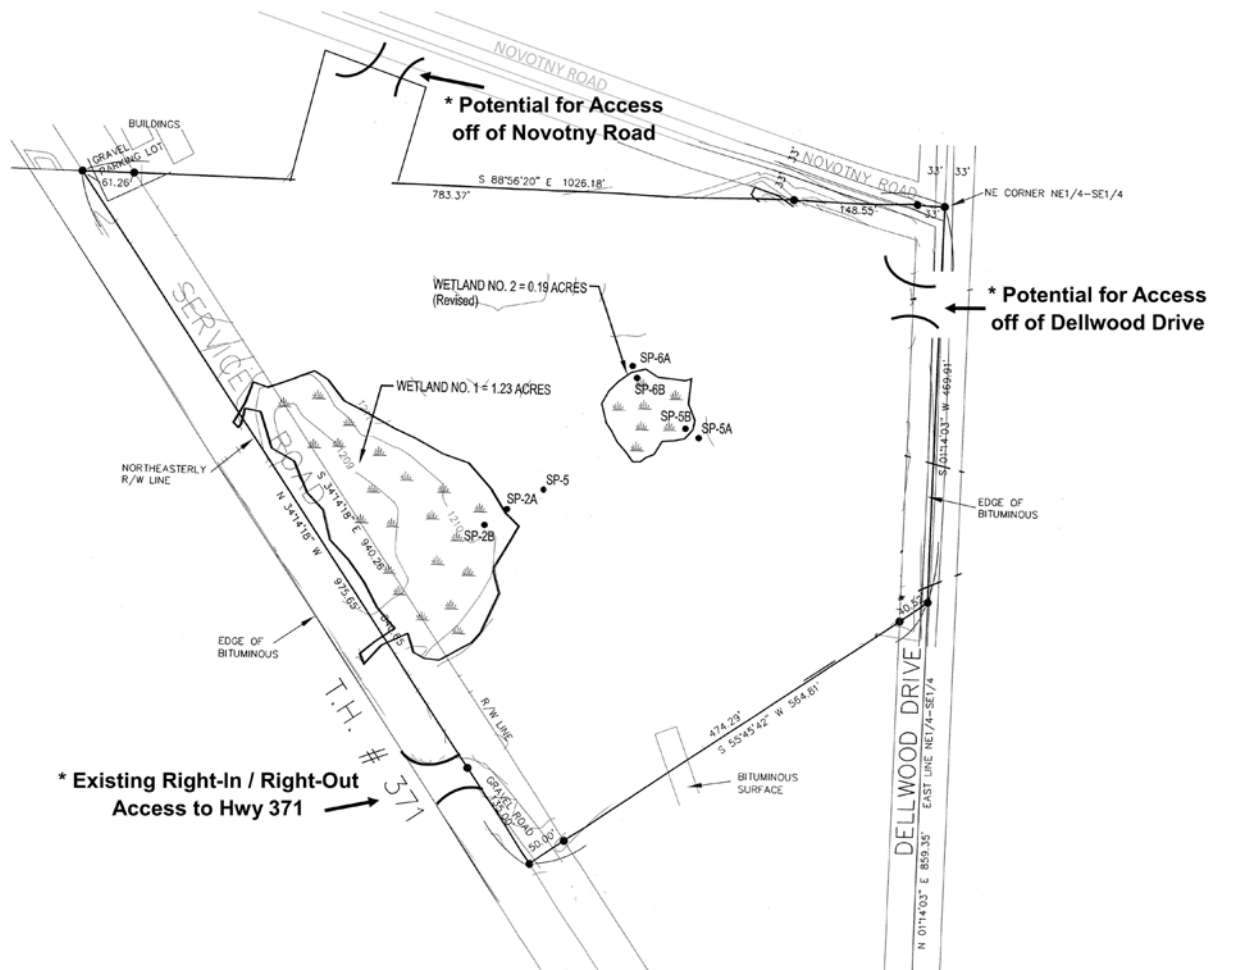 NOVOTNY ROAD
* Potential for Access
off of Novotny Road
BUILDINGS
GRAVEL
PARKING LOT
61.26'
S 88°56'20" E 1026.18'
783.37'
33'
33'
NOVOTNY ROAD
33'
33'
148.55'
33'
NE CORNER NE1/4-SE1/4
WETLAND NO. 2 = 0.19 ACRES
(Revised)
* Potential for Access
off of Dellwood Drive
SERVICE
ROAD
SP-6A
SP-6B
SP-5B
SP-5A
WETLAND NO. 1 = 1.23 ACRES
1209
1210
NORTHEASTERLY
R/W LINE
S 34°14'18" E 940.26'
N 34°14'18" W 975.65'
SP-5
SP-2A
SP-2B
S 01°14'03" W 469.91'
EDGE OF
BITUMINOUS
EDGE OF
BITUMINOUS
40.52'
R/W LINE
474.29'
S 55°45'42" W 564.81'
BITUMINOUS
SURFACE
T.H. # 371
* Existing Right-In / Right-Out
Access to Hwy 371
GRAVEL ROAD
135.00'
50.00'
DELLWOOD DRIVE
N 01°14'03" E 859.35'
EAST LINE NE1/4-SE1/4